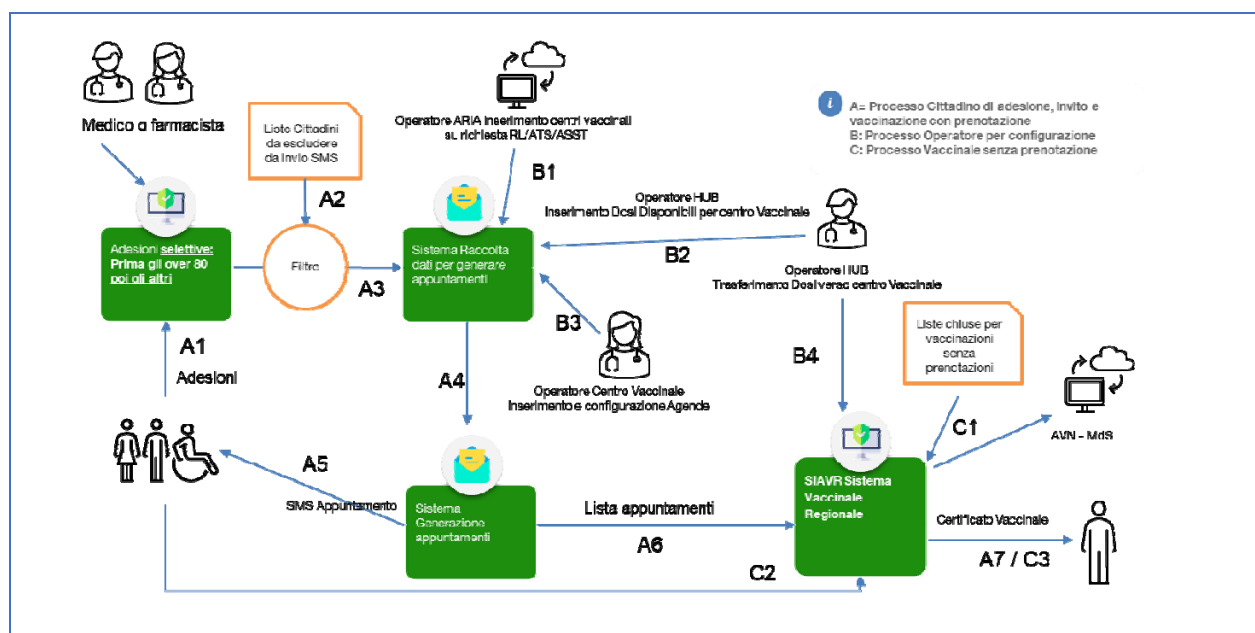 Medico o farmacista
Liste Cittadini
da escludere
da invio SMS
Operatore ARIA inserimento centri vaccinali
su richiesta RL/ATS/ASST
i
A= Processo Cittadino di adesione, invito e
vaccinazione con prenotazione
B: Processo Operatore per configurazione
C: Processo Vaccinale senza prenotazione
A2
B1
Operatore HUB
Inserimento Dosi Disponibili per centro Vaccinale
B2
Adesioni selettive:
Prima gli over 80
poi gli altri
Filtro
A3
Sistema Raccolta
dati per generare
appuntamenti
Operatore HUB
Trasferimento Dosi verso centro Vaccinale
B3
B4
Liste chiuse per
vaccinazioni
senza
prenotazioni
A1
Adesioni
A4
Operatore Centro Vaccinale
Inserimento e configurazione Agende
C1
AVN - MdS
A5
SMS Appuntamento
Sistema
Generazione
appuntamenti
Lista appuntamenti
A6
SIAVR Sistema
Vaccinale
Regionale
Certificato Vaccinale
A7 / C3
C2